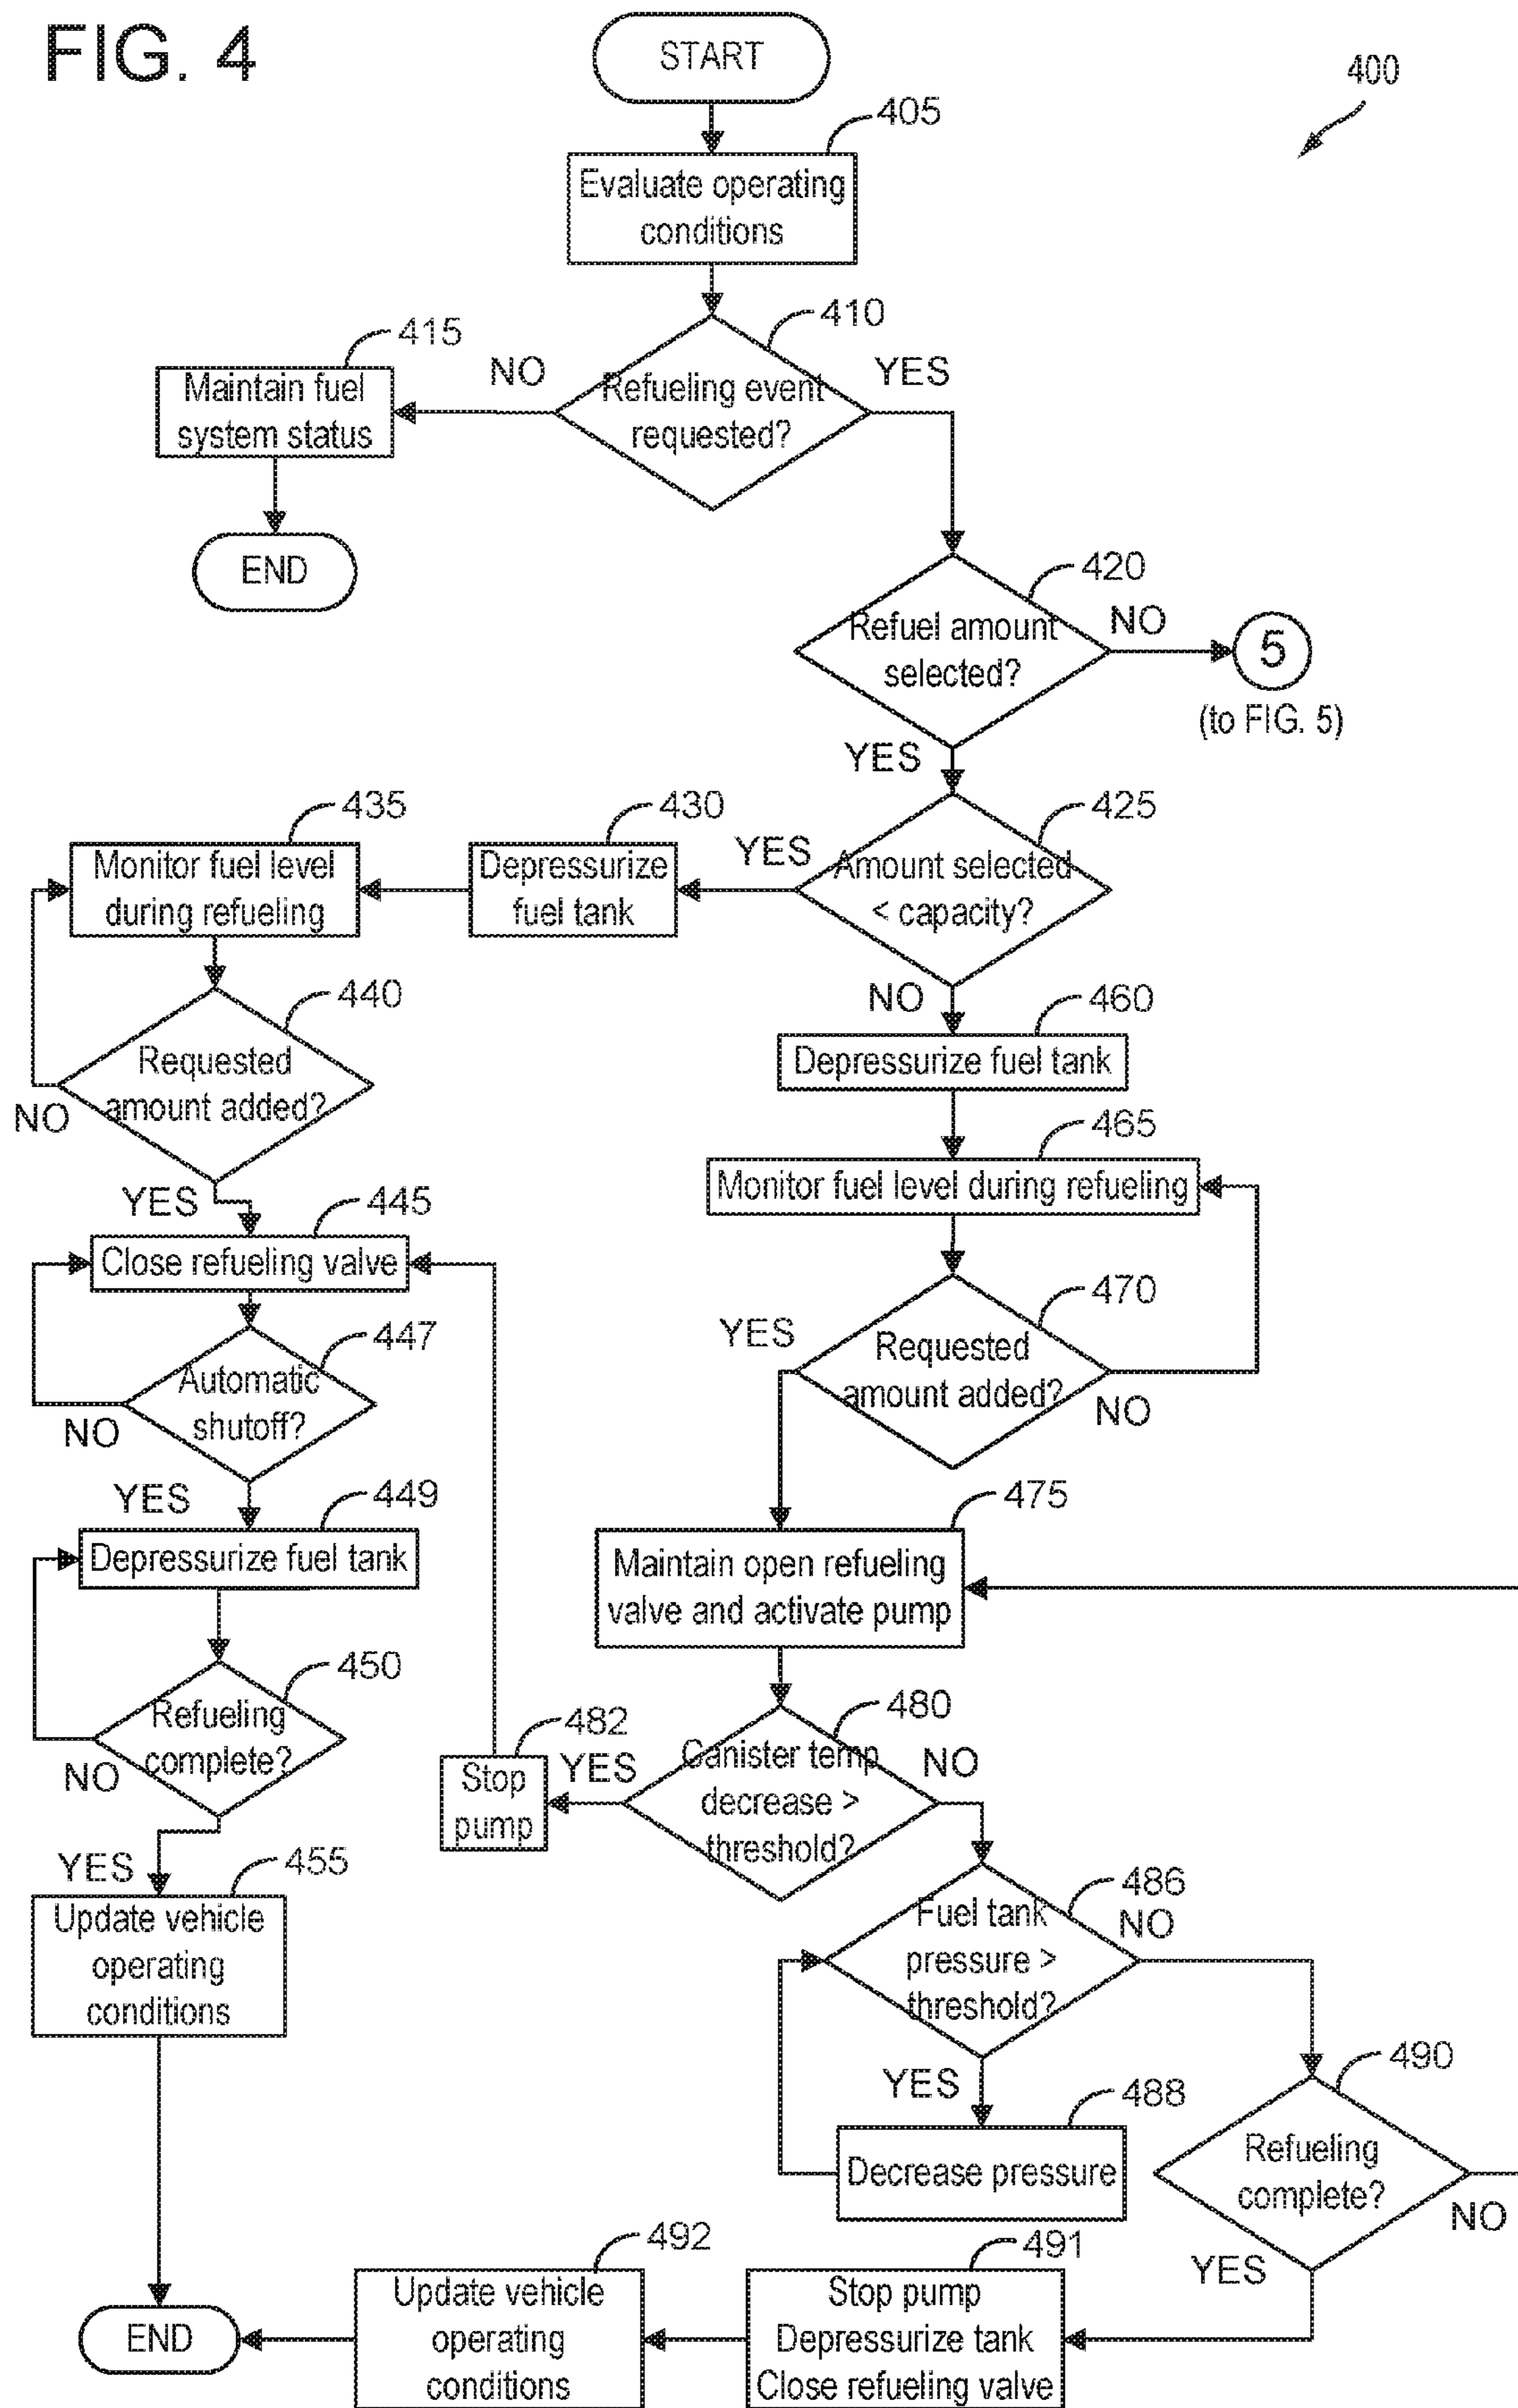 FIG. 4
START
400
405
Evaluate operating
conditions
410
415
NO
YES
Maintain fuel
system status
Refueling event
requested?
END
420
Refuel amount
selected?
NO
5
(to FIG. 5)
YES
435
430
425
Monitor fuel level
during refueling
Depressurize
fuel tank
YES
Amount selected
< capacity?
NO
440
460
Requested
amount added?
NO
Depressurize fuel tank
465
YES
Monitor fuel level during refueling
445
Close refueling valve
470
447
YES
Requested
amount added?
NO
Automatic
shutoff?
NO
YES
449
475
Depressurize fuel tank
Maintain open refueling
valve and activate pump
450
Refueling
complete?
NO
482
480
Stop
pump
YES
Canister temp
decrease >
threshold?
NO
YES
455
Update vehicle
operating
conditions
486
Fuel tank
pressure >
threshold?
NO
YES
488
490
Decrease pressure
Refueling
complete?
NO
YES
492
491
END
Update vehicle
operating
conditions
Stop pump
Depressurize tank
Close refueling valve